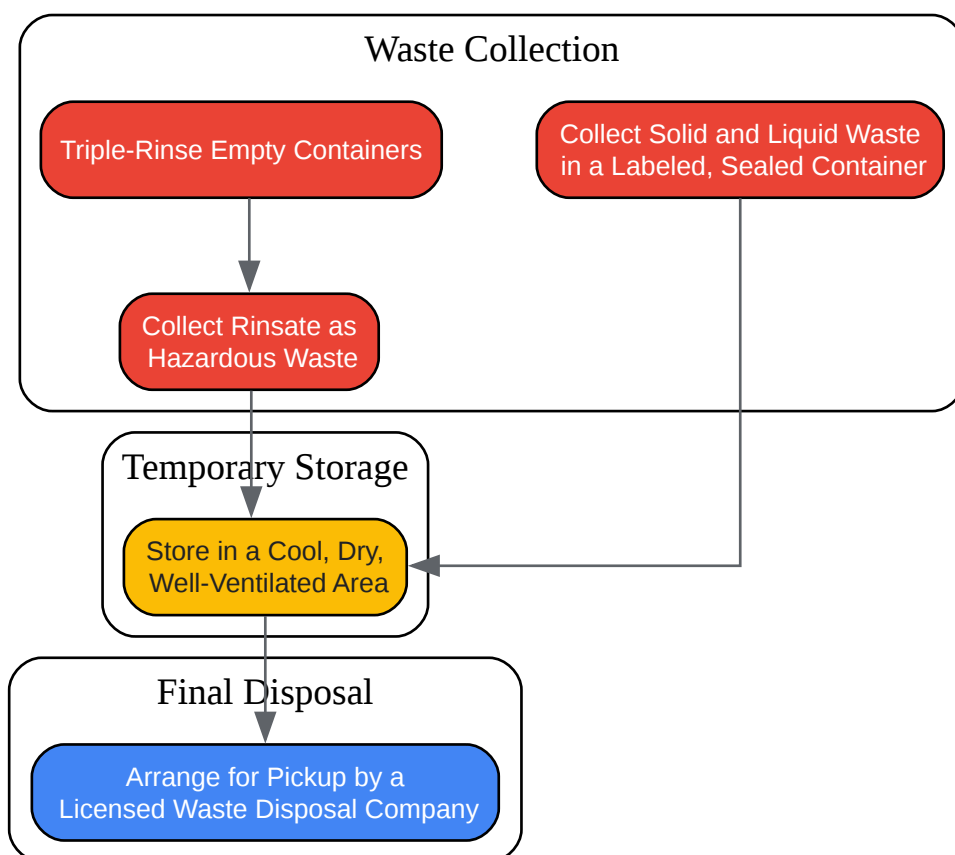 Waste Collection
Triple-Rinse Empty Containers
Collect Solid and Liquid Waste
in a Labeled, Sealed Container
Collect Rinsate as
Hazardous Waste
Temporary Storage
Store in a Cool, Dry,
Well-Ventilated Area
Final Disposal
Arrange for Pickup by a
Licensed Waste Disposal Company